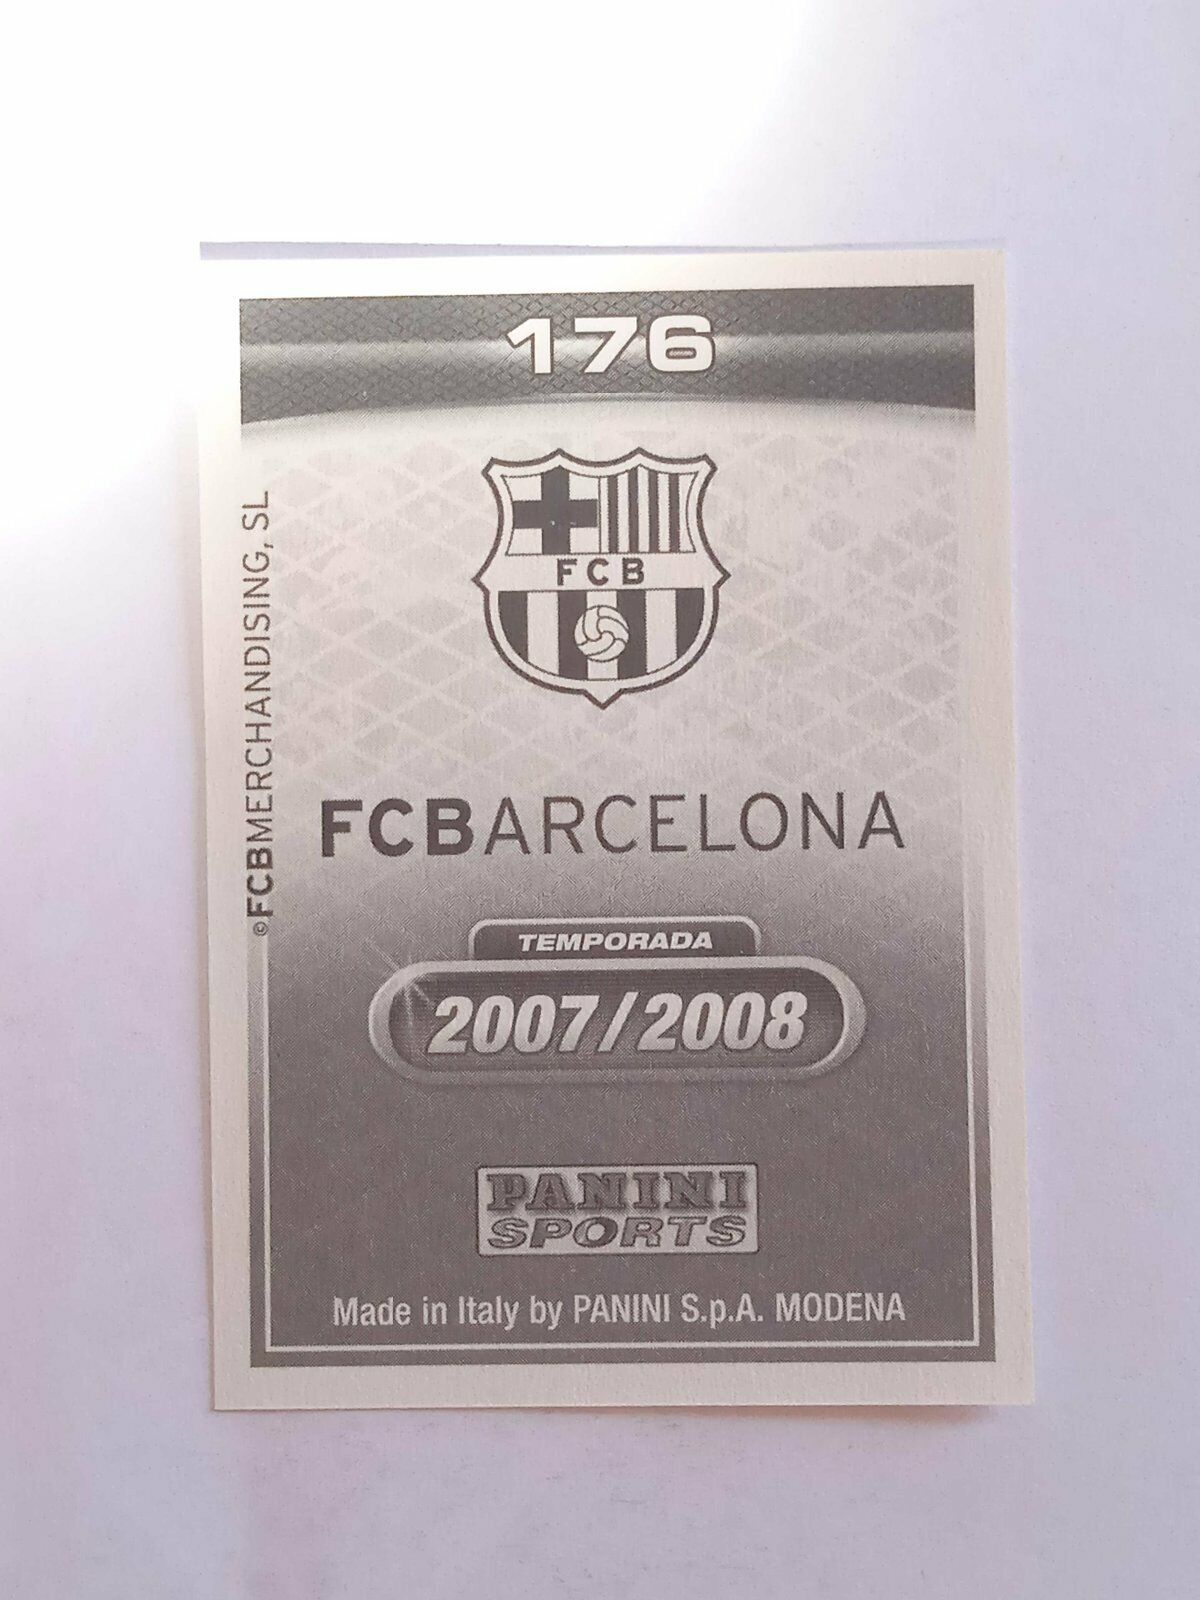 176
FCB
©FCBMERCHANDISING, SL
FCBARCELONA
TEMPORADA
2007/2008
PANINI
SPORTS
Made in Italy by PANINI S.p.A. MODENA